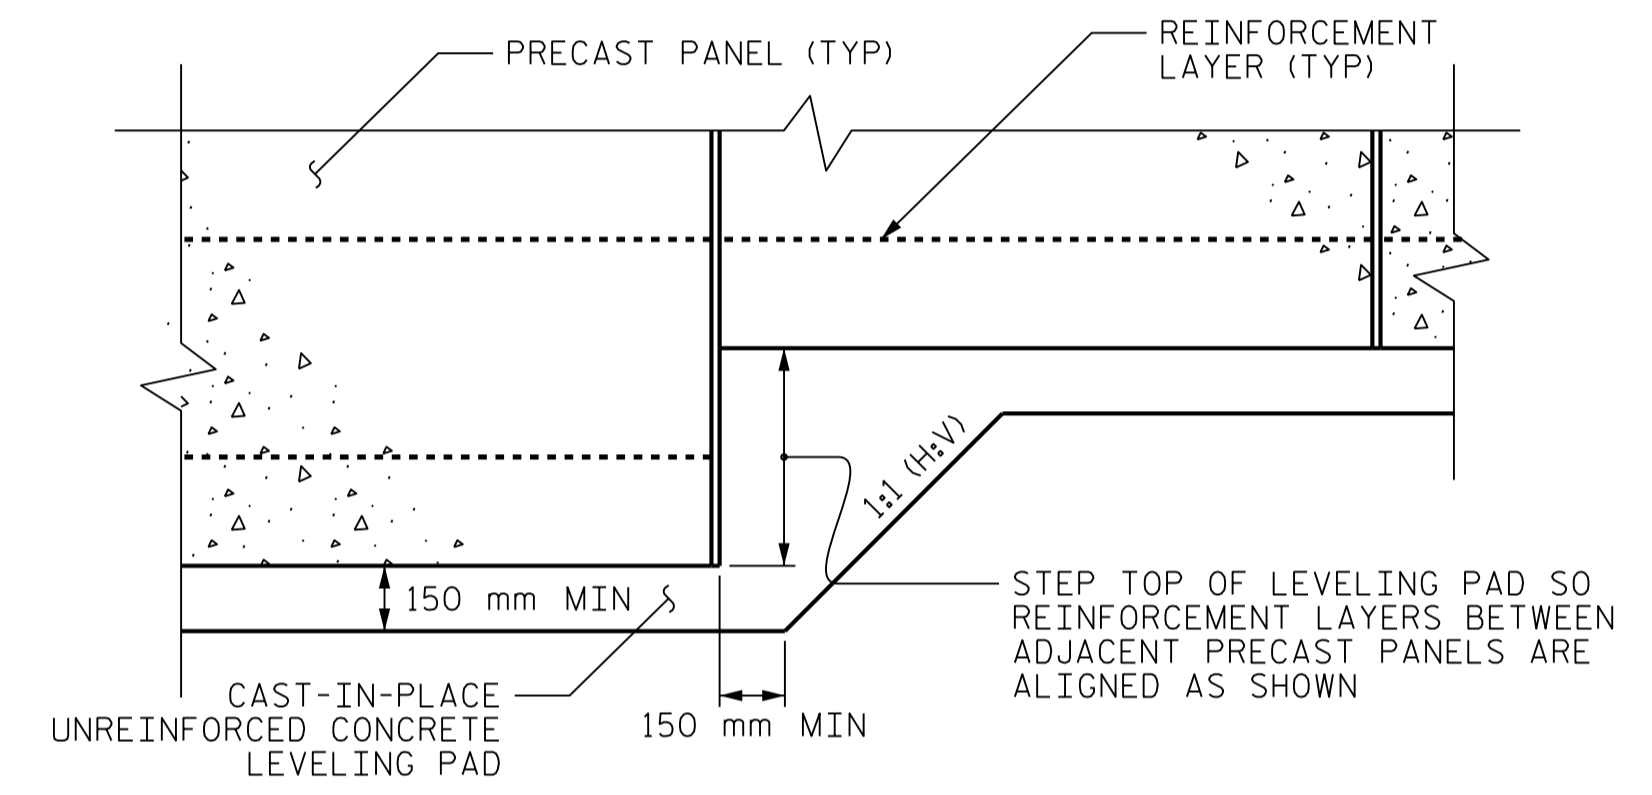 PRECAST PANEL (TYP)
REINFORCEMENT
LAYER (TYP)
1:1 (H:V)
150 mm MIN
STEP TOP OF LEVELING PAD SO
REINFORCEMENT LAYERS BETWEEN
ADJACENT PRECAST PANELS ARE
ALIGNED AS SHOWN
CAST-IN-PLACE
UNREINFORCED CONCRETE
LEVELING PAD
150 mm MIN